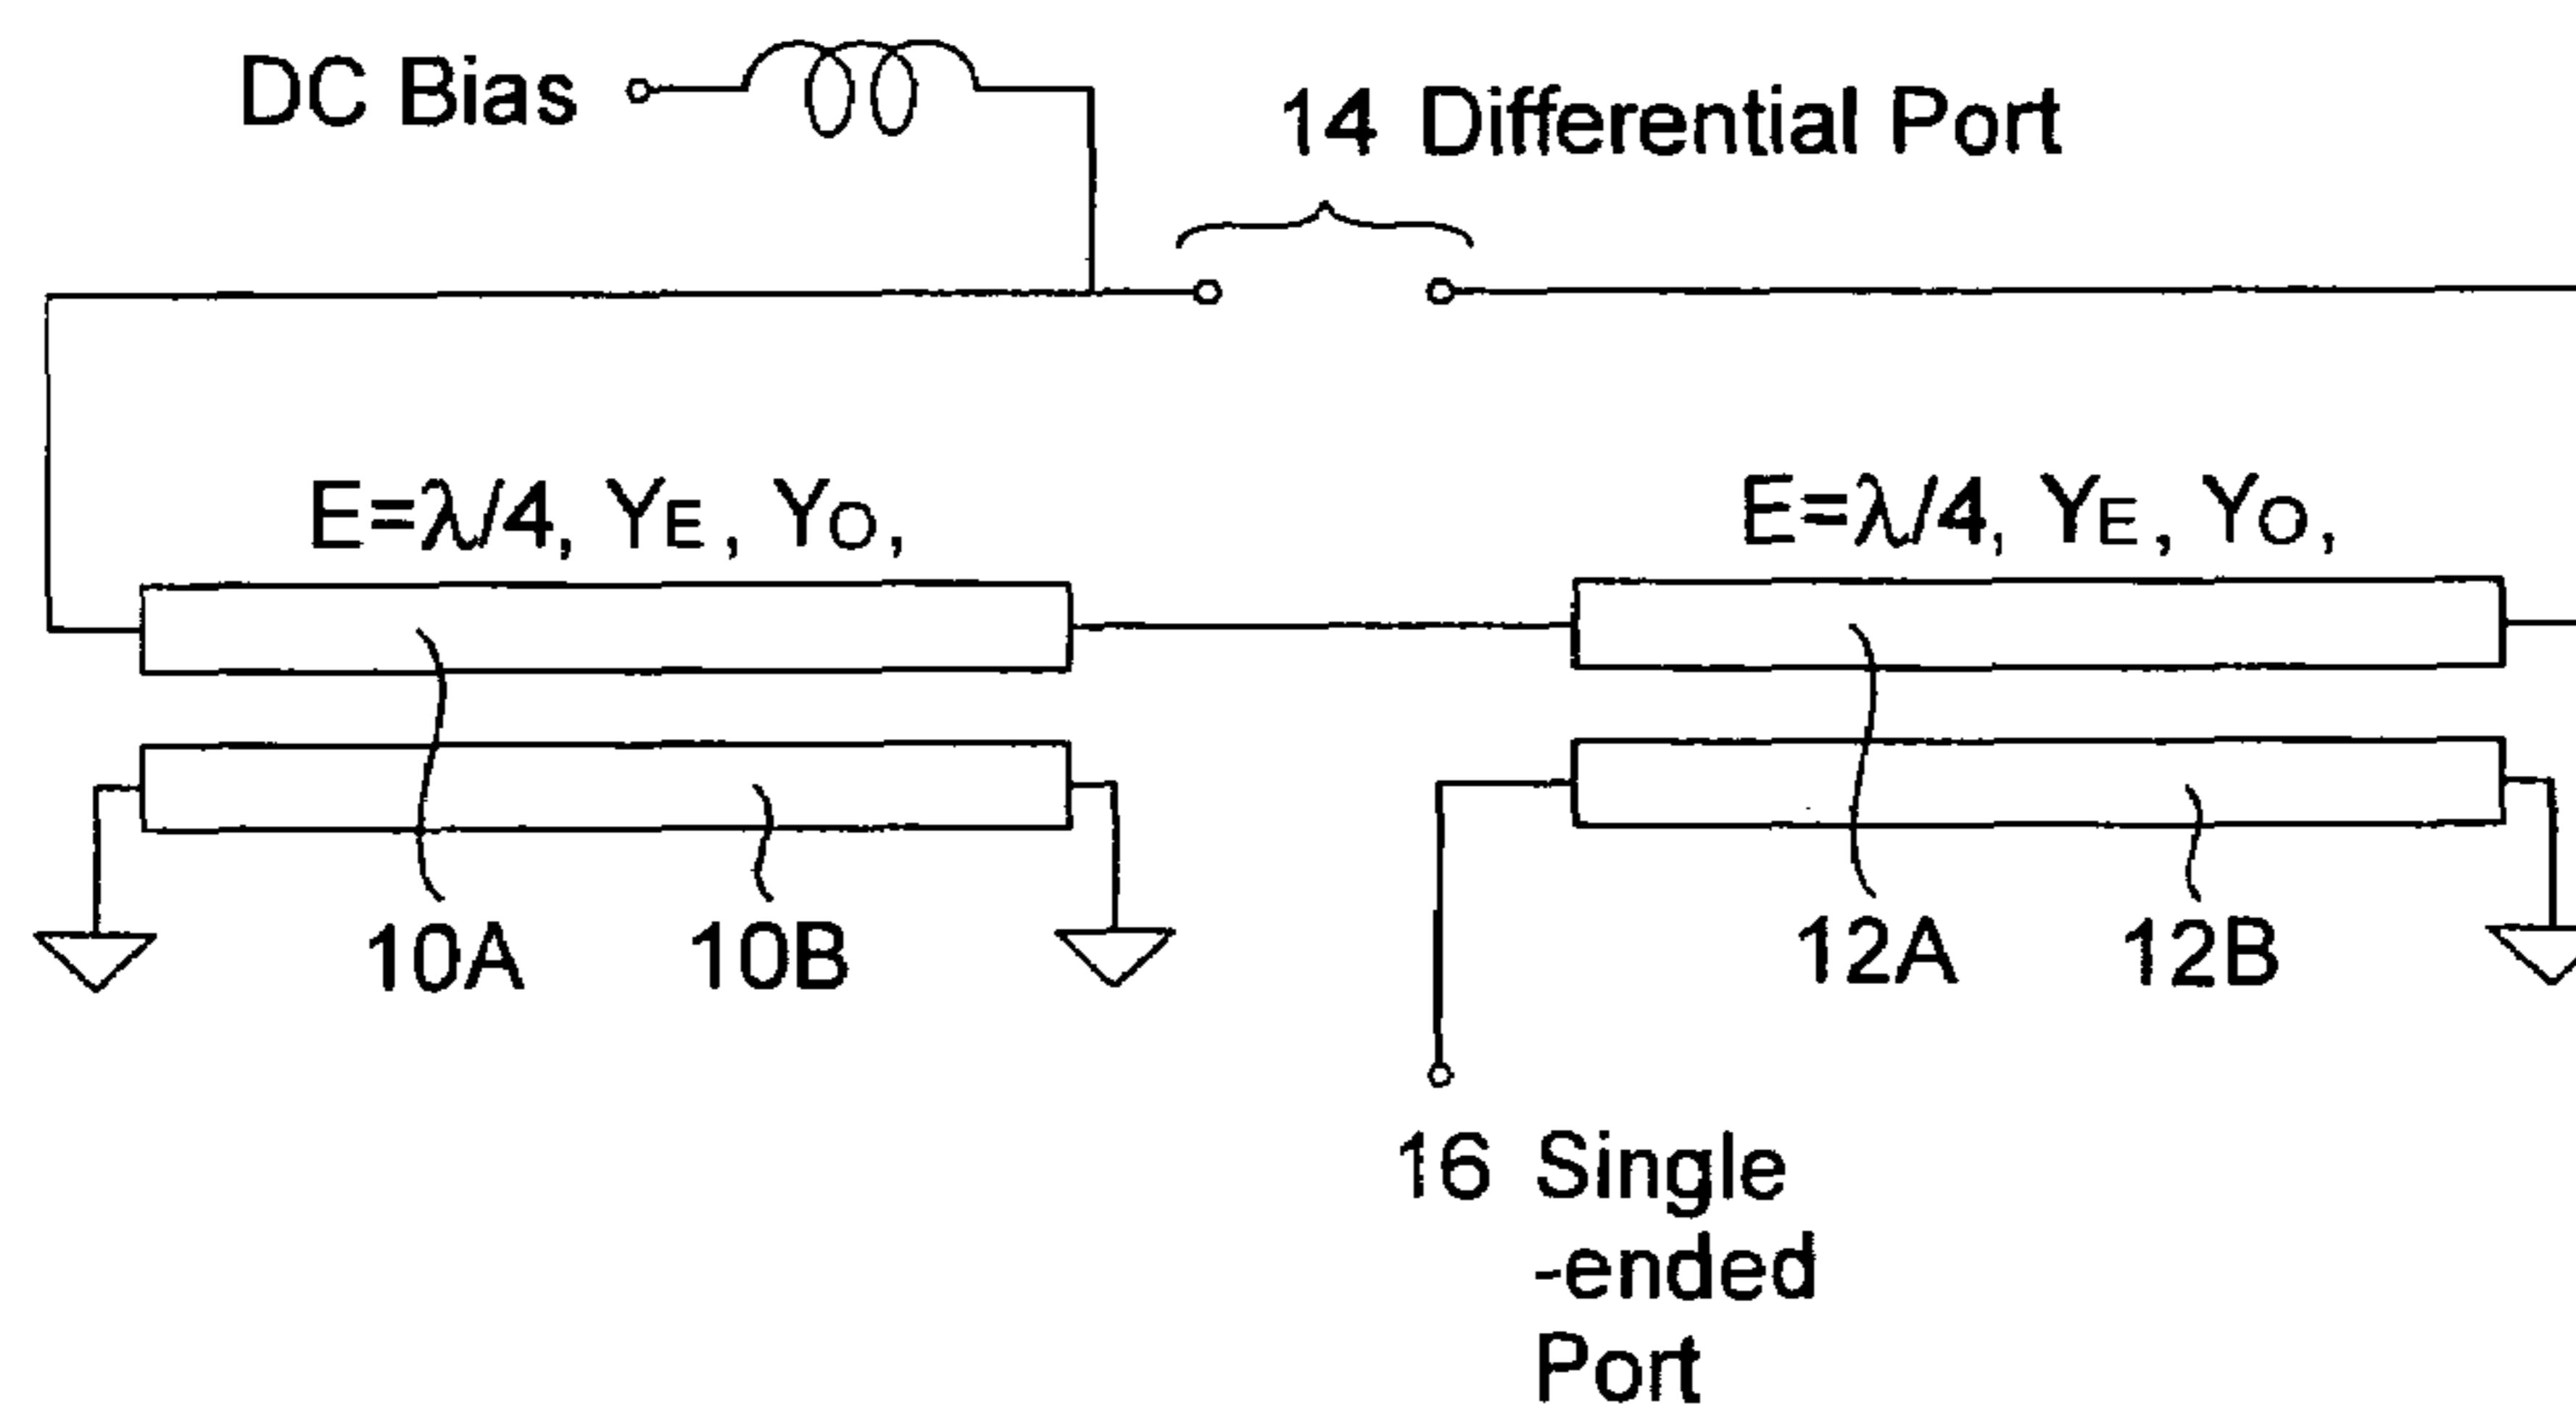 DC Bias
14 Differential Port
E=λ/4, YE, YO,
E=λ/4, YE, YO,
10A
10B
12A
12B
16 Single
-ended
Port